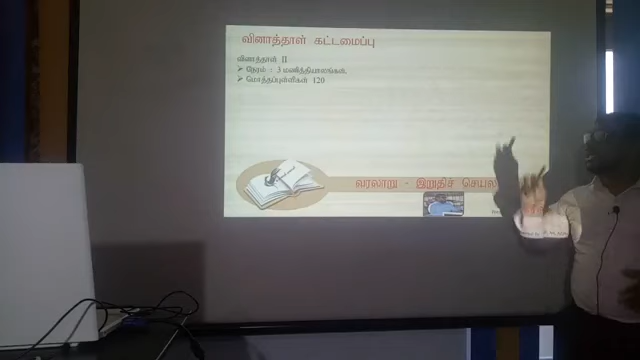 வினாத்தாள் கட்டமைப்பு
வினாத்தாள் II
➤ நேரம் : 3 மணித்தியாலங்கள்.
➤ மொத்தப்புள்ளிகள் 120
வரலாறு - இறுதிச் செயல